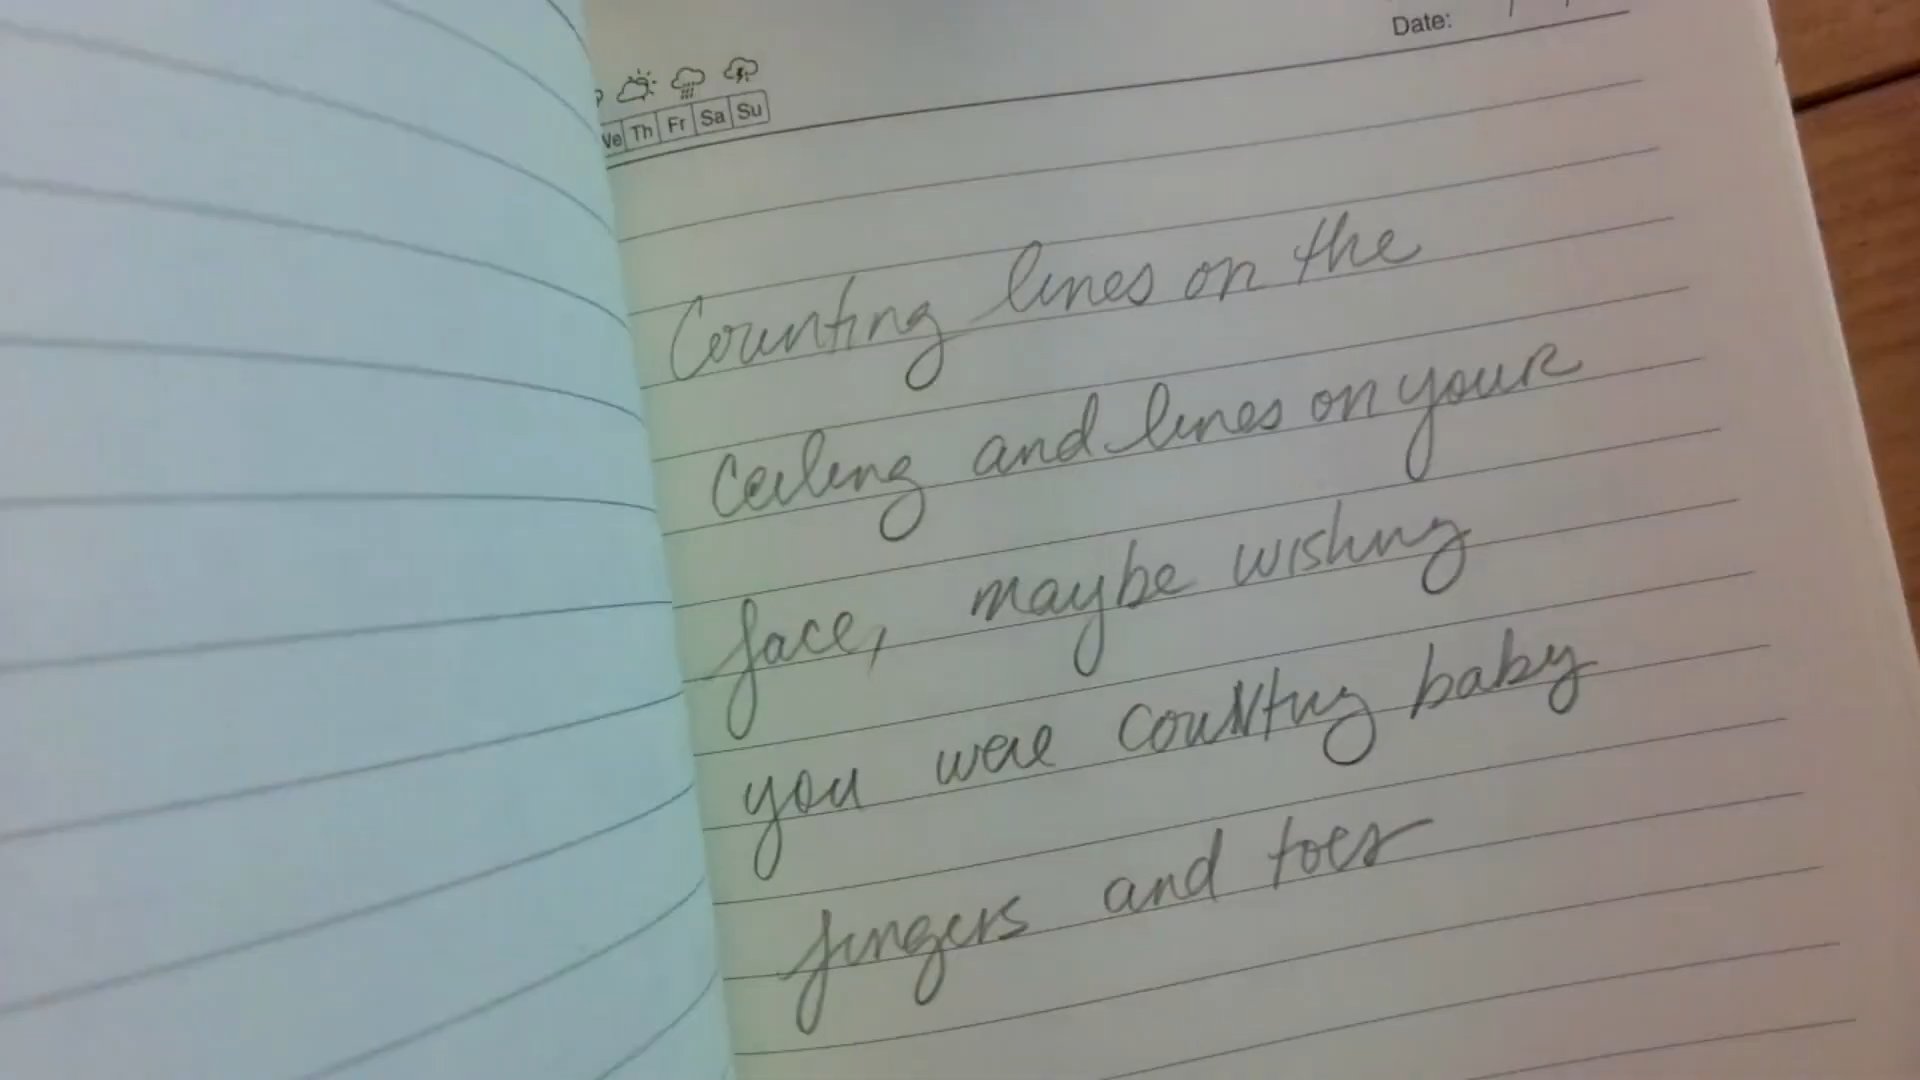 Date: / /
We Th Fr Sa Su
Counting lines on the
ceiling and lines on your
face, maybe wishing
you were counting baby
fingers and toes